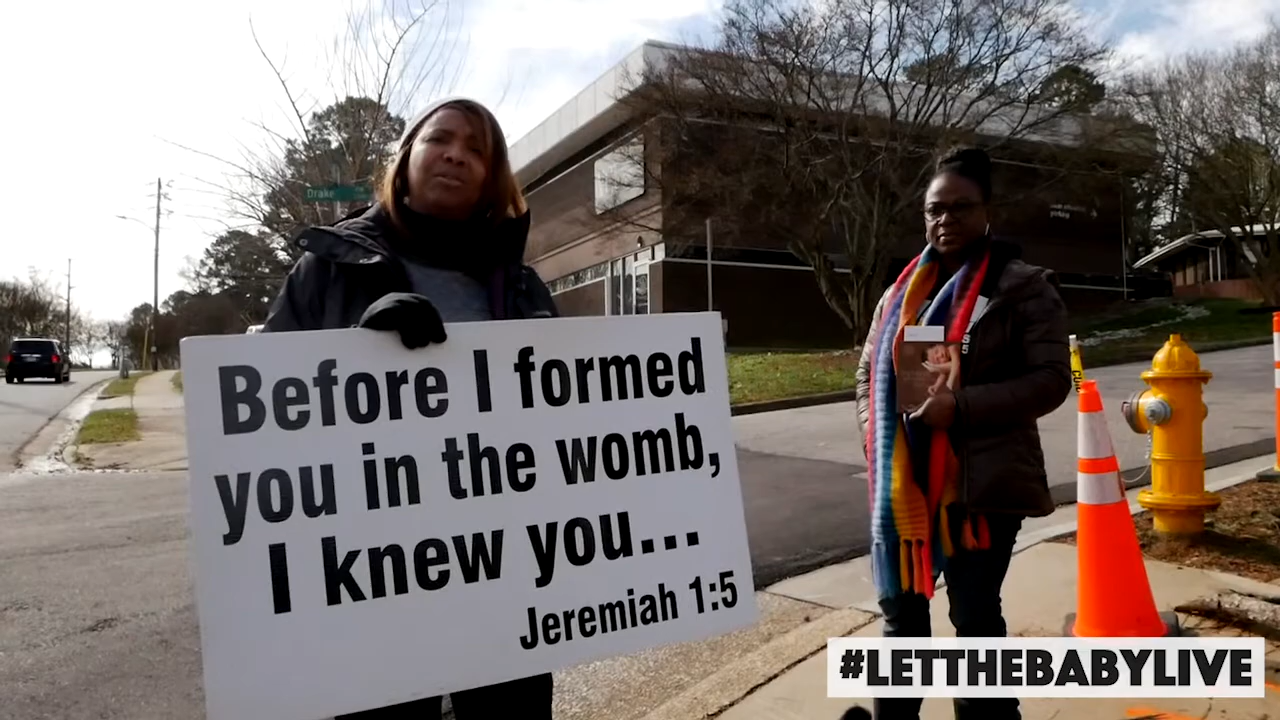 Drake
Before I formed
you in the womb,
I knew you...
Jeremiah 1:5
#LETTHEBABYLIVE